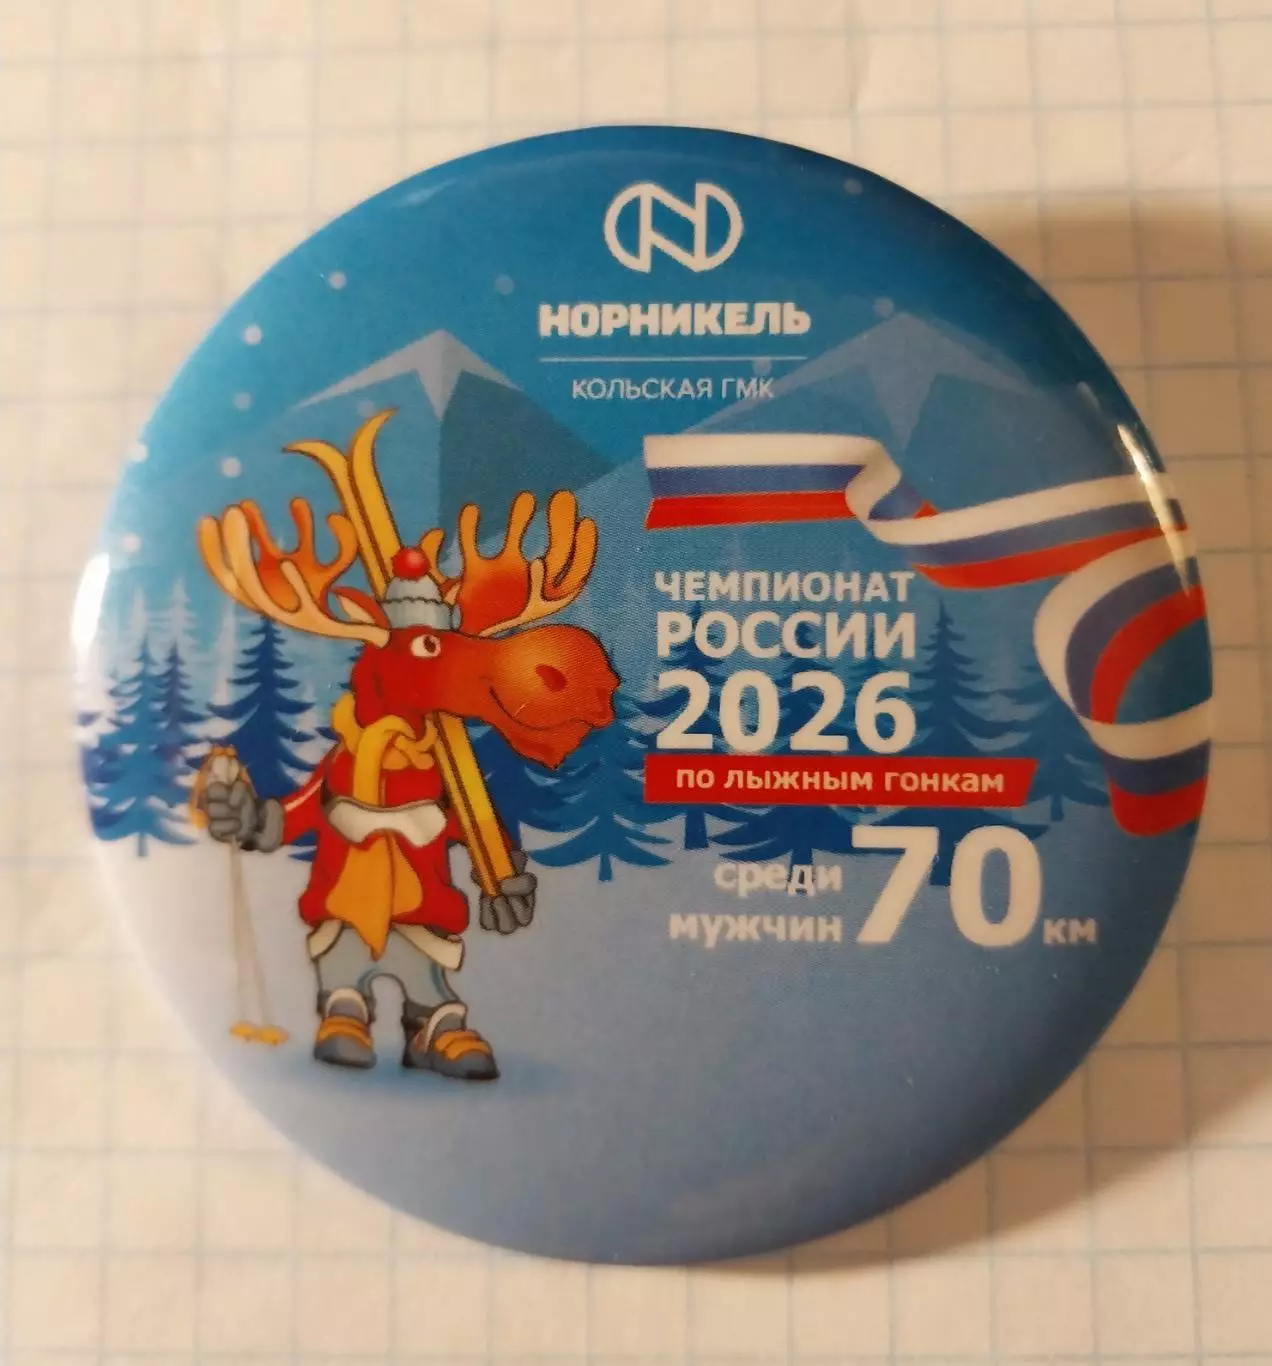 НОРНИКЕЛЬ
КОЛЬСКАЯ ГМК
ЧЕМПИОНАТ
РОССИИ
2026
ПО ЛЫЖНЫМ ГОНКАМ
среди
мужчин 70 км